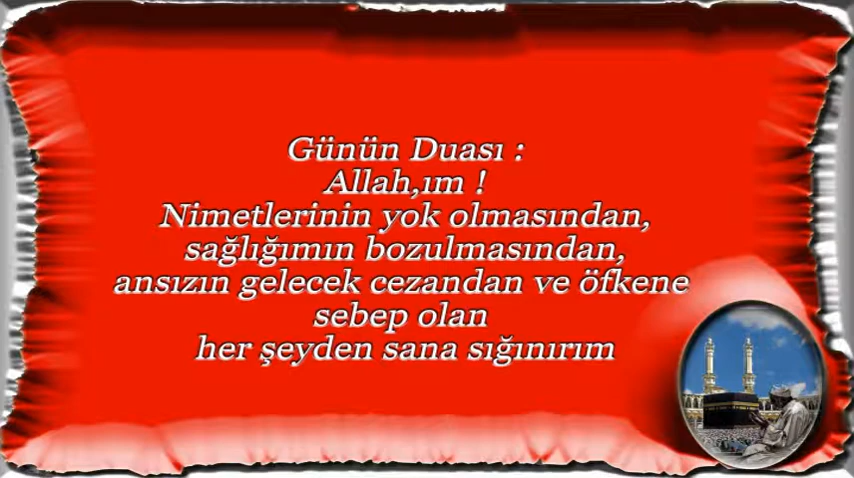 Günün Duası :
Allah,ım !
Nimetlerinin yok olmasından,
sağlığımın bozulmasından,
ansızın gelecek cezandan ve öfkene
sebep olan
her şeyden sana sığınırım